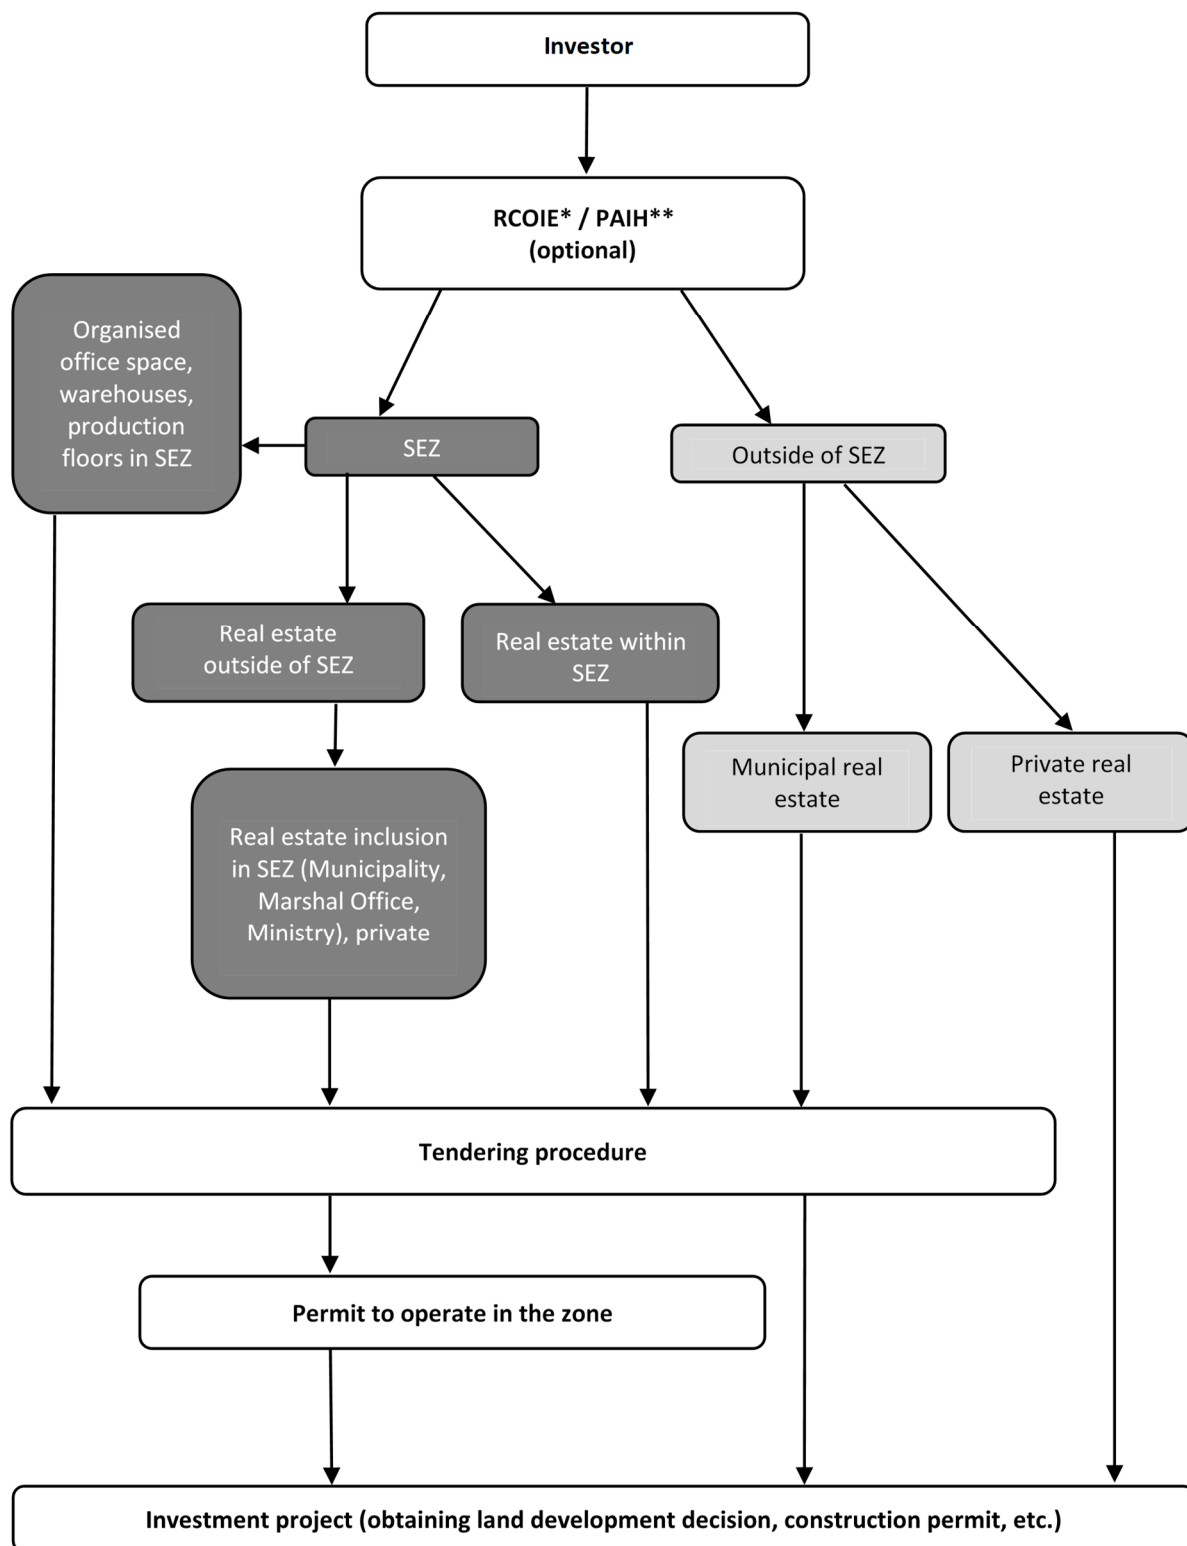 Investor
RCOIE* / PAIH**
(optional)
Organised
office space,
warehouses,
production
floors in SEZ
SEZ
Outside of SEZ
Real estate
outside of SEZ
Real estate within
SEZ
Municipal real
estate
Private real
estate
Real estate inclusion
in SEZ (Municipality,
Marshal Office,
Ministry), private
Tendering procedure
Permit to operate in the zone
Investment project (obtaining land development decision, construction permit, etc.)